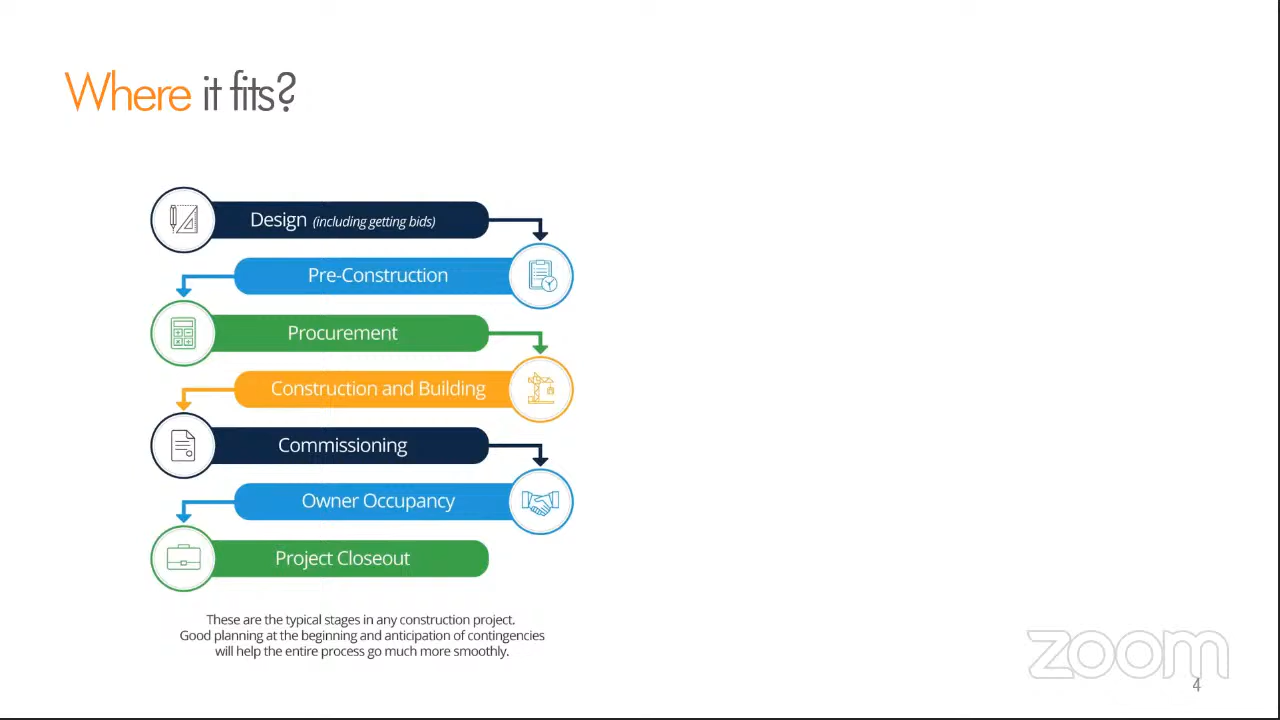 Where it fits?
Design (including getting bids)
Pre-Construction
Procurement
Construction and Building
Commissioning
Owner Occupancy
Project Closeout
These are the typical stages in any construction project.
Good planning at the beginning and anticipation of contingencies
will help the entire process go much more smoothly.
zoom
4